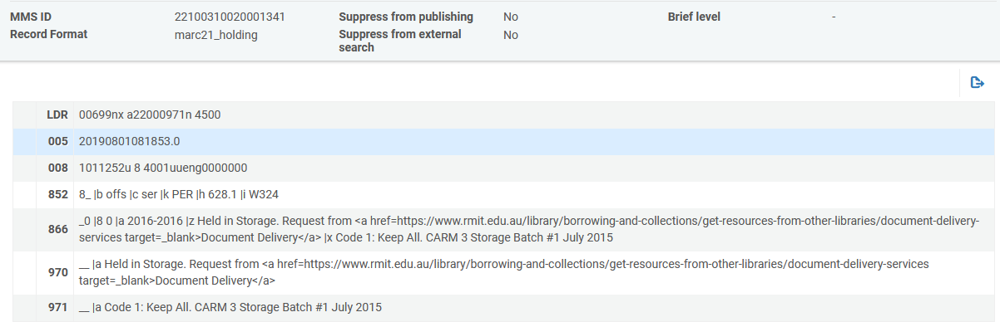 MMS ID 22100310020001341 Suppress from publishing No Brief level -
Record Format marc21_holding Suppress from external search No
LDR 00699nx a22000971n 4500
005 20190801081853.0
008 1011252u 8 4001uueng0000000
852 8_ |b offs |c ser |k PER |h 628.1 |i W324
866 _0 |8 0 |a 2016-2016 |z Held in Storage. Request from <a href=https://www.rmit.edu.au/library/borrowing-and-collections/get-resources-from-other-libraries/document-delivery-
services target=_blank>Document Delivery</a> |x Code 1: Keep All. CARM 3 Storage Batch #1 July 2015
970 __ |a Held in Storage. Request from <a href=https://www.rmit.edu.au/library/borrowing-and-collections/get-resources-from-other-libraries/document-delivery-services
target=_blank>Document Delivery</a>
971 __ |a Code 1: Keep All. CARM 3 Storage Batch #1 July 2015